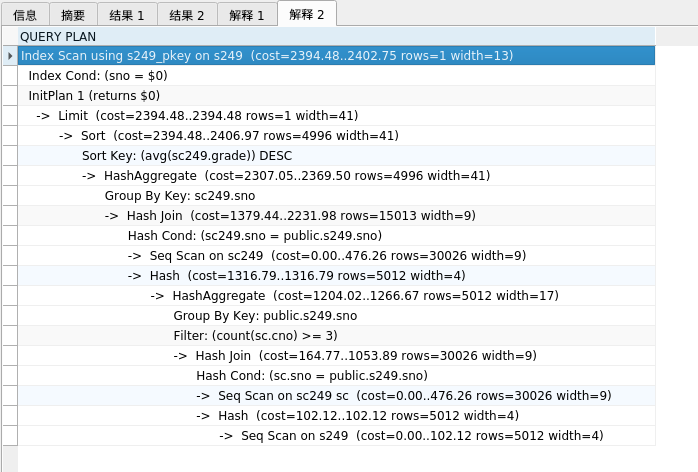 信息 摘要 结果 1 结果 2 解释 1 解释 2
QUERY PLAN
Index Scan using s249_pkey on s249  (cost=2394.48..2402.75 rows=1 width=13)
Index Cond: (sno = $0)
InitPlan 1 (returns $0)
->  Limit  (cost=2394.48..2394.48 rows=1 width=41)
->  Sort  (cost=2394.48..2406.97 rows=4996 width=41)
Sort Key: (avg(sc249.grade)) DESC
->  HashAggregate  (cost=2307.05..2369.50 rows=4996 width=41)
Group By Key: sc249.sno
->  Hash Join  (cost=1379.44..2231.98 rows=15013 width=9)
Hash Cond: (sc249.sno = public.s249.sno)
->  Seq Scan on sc249  (cost=0.00..476.26 rows=30026 width=9)
->  Hash  (cost=1316.79..1316.79 rows=5012 width=4)
->  HashAggregate  (cost=1204.02..1266.67 rows=5012 width=17)
Group By Key: public.s249.sno
Filter: (count(sc.cno) >= 3)
->  Hash Join  (cost=164.77..1053.89 rows=30026 width=9)
Hash Cond: (sc.sno = public.s249.sno)
->  Seq Scan on sc249 sc  (cost=0.00..476.26 rows=30026 width=9)
->  Hash  (cost=102.12..102.12 rows=5012 width=4)
->  Seq Scan on s249  (cost=0.00..102.12 rows=5012 width=4)